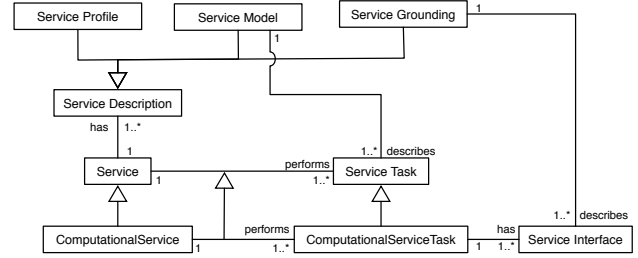 Service Profile
Service Model
Service Grounding
1
1
Service Description
has
1..*
1
Service
1
performs
1..*
1..*
describes
Service Task
1..*
describes
ComputationalService
1
performs
1..*
ComputationalServiceTask
1
has
1..*
Service Interface